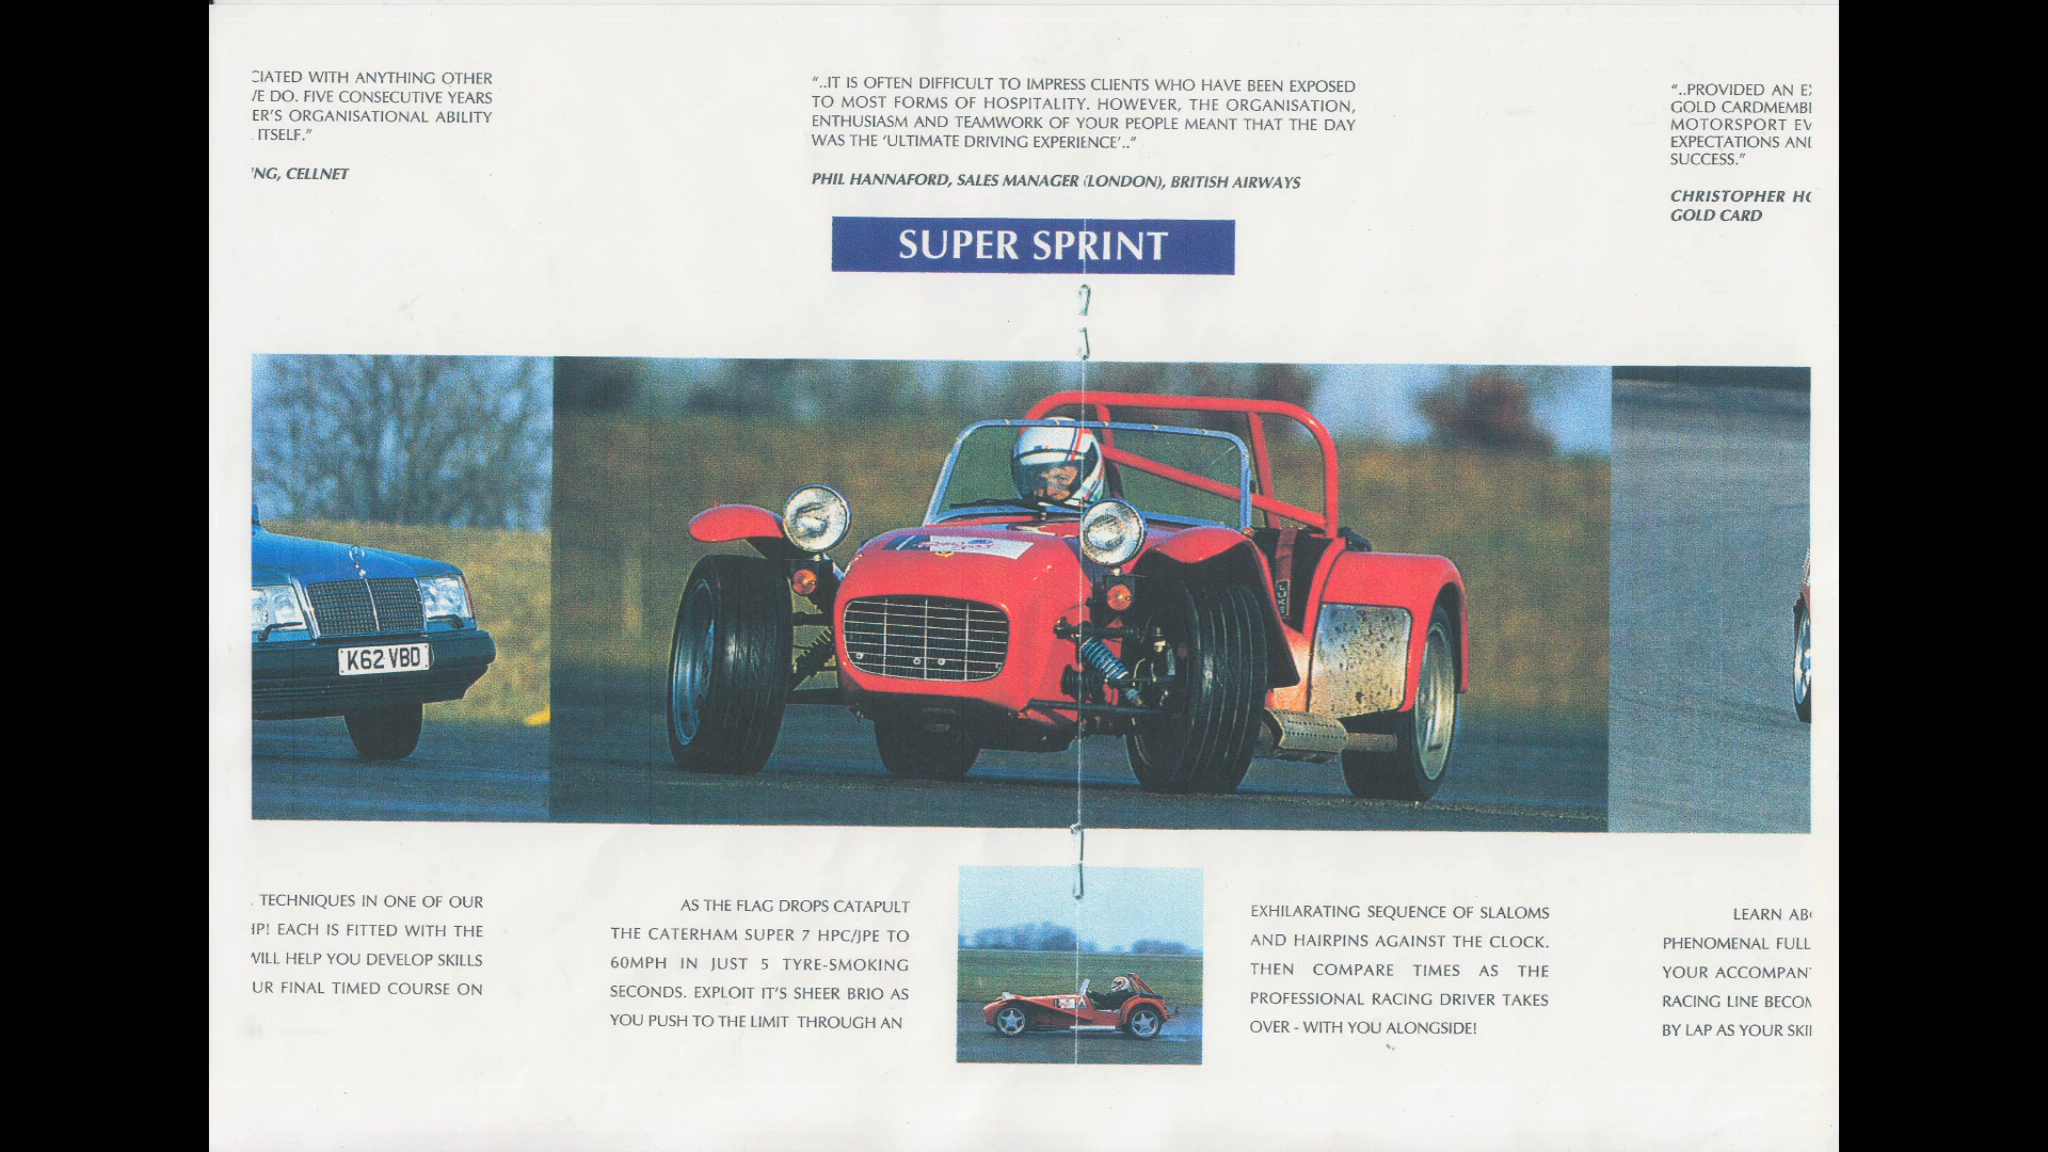 CIATED WITH ANYTHING OTHER
/E DO. FIVE CONSECUTIVE YEARS
ER'S ORGANISATIONAL ABILITY
ITSELF."
'NG, CELLNET
"..IT IS OFTEN DIFFICULT TO IMPRESS CLIENTS WHO HAVE BEEN EXPOSED
TO MOST FORMS OF HOSPITALITY. HOWEVER, THE ORGANISATION,
ENTHUSIASM AND TEAMWORK OF YOUR PEOPLE MEANT THAT THE DAY
WAS THE 'ULTIMATE DRIVING EXPERIENCE'.."
PHIL HANNAFORD, SALES MANAGER (LONDON), BRITISH AIRWAYS
"..PROVIDED AN
GOLD CARDMEMB
MOTORSPORT EV
EXPECTATIONS AN
SUCCESS."
CHRISTOPHER HO
GOLD CARD
SUPER SPRINT
K62 VBD
LUKE
TECHNIQUES IN ONE OF OUR
HP! EACH IS FITTED WITH THE
WILL HELP YOU DEVELOP SKILLS
UR FINAL TIMED COURSE ON
AS THE FLAG DROPS CATAPULT
THE CATERHAM SUPER 7 HPC/JPE TO
60MPH IN JUST 5 TYRE-SMOKING
SECONDS. EXPLOIT IT'S SHEER BRIO AS
YOU PUSH TO THE LIMIT THROUGH AN
EXHILARATING SEQUENCE OF SLALOMS
AND HAIRPINS AGAINST THE CLOCK.
THEN COMPARE TIMES AS THE
PROFESSIONAL RACING DRIVER TAKES
OVER - WITH YOU ALONGSIDE!
LEARN AB
PHENOMENAL FULL
YOUR ACCOMPAN
RACING LINE BECOM
BY LAP AS YOUR SKI